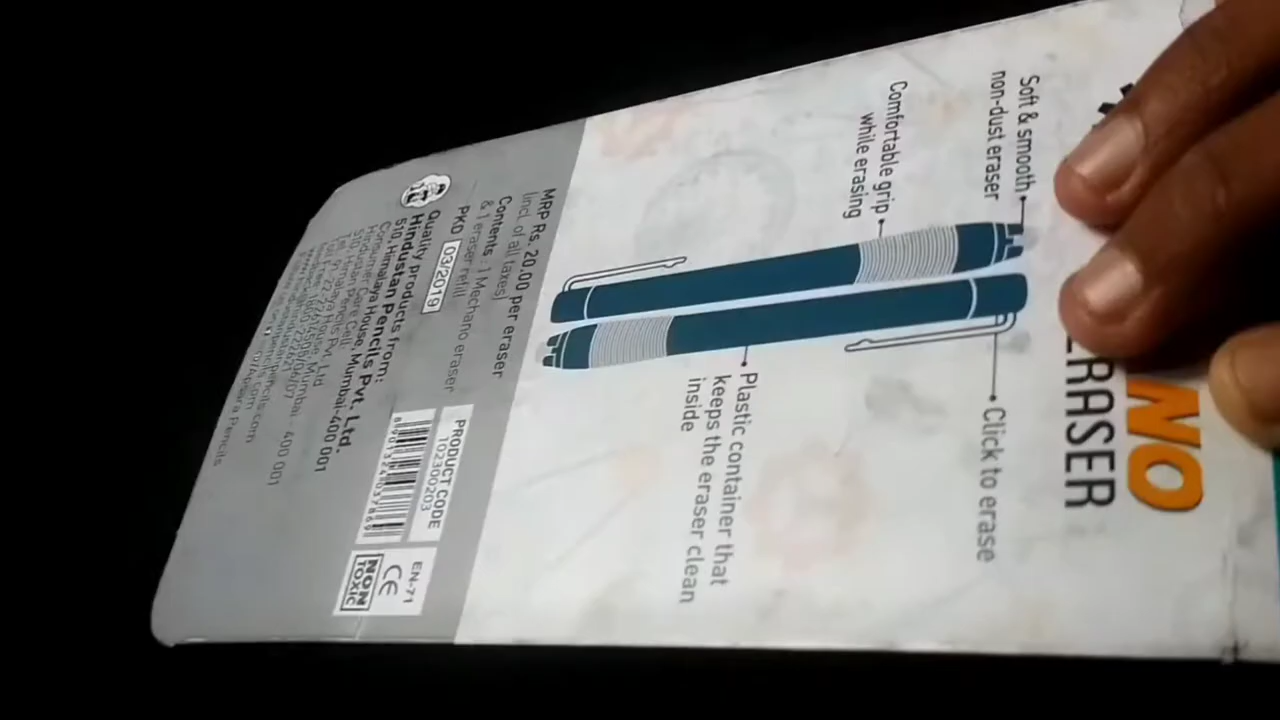 NO
ERASER
Soft & smooth
non-dust eraser
Click to erase
Comfortable grip
while erasing
Plastic container that
keeps the eraser clean
inside
MRP Rs. 20.00 per eraser
(incl. of all taxes)
Contents : 1 Mechano eraser
& 1 eraser refill
PKD 03/2019
PRODUCT CODE
102300203
EN-71
CE
NON
TOXIC
Quality products from:
Hindustan Pencils Pvt. Ltd.
510, Himalaya House, Mumbai-400 001